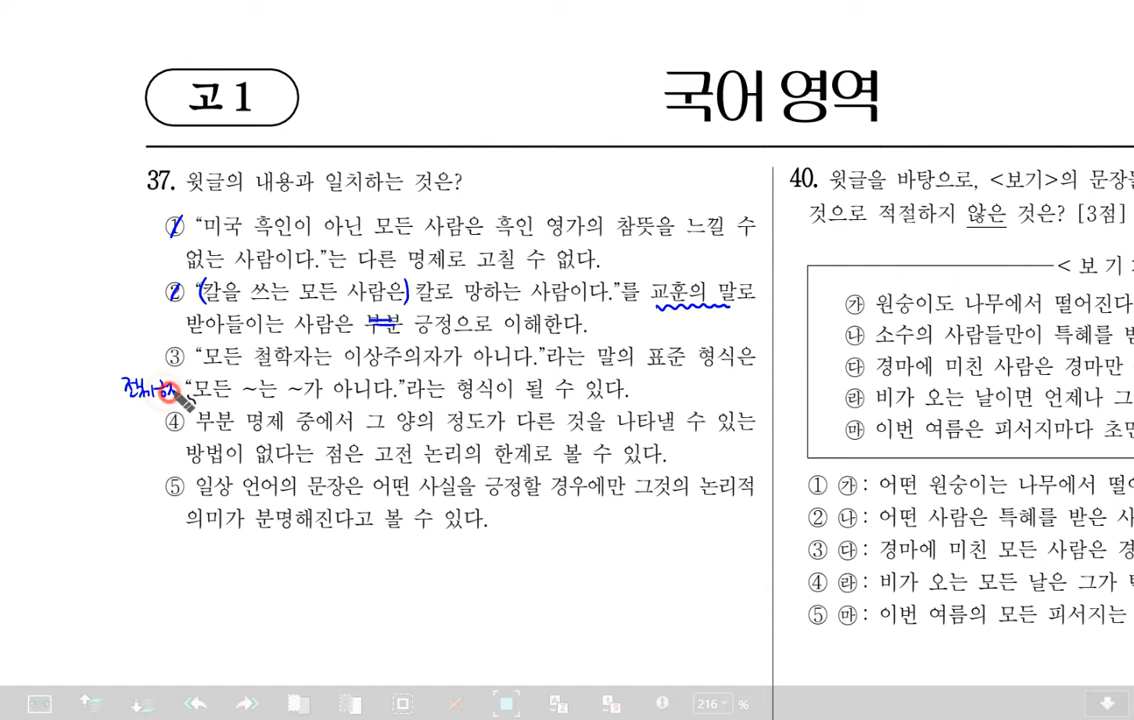 고 1
국어 영역
37. 윗글의 내용과 일치하는 것은?
① “미국 흑인이 아닌 모든 사람은 흑인 영가의 참뜻을 느낄 수
없는 사람이다.”는 다른 명제로 고칠 수 없다.
② “(칼을 쓰는 모든 사람은) 칼로 망하는 사람이다.”를 교훈의 말로
받아들이는 사람은 부분 긍정으로 이해한다.
③ “모든 철학자는 이상주의자가 아니다.”라는 말의 표준 형식은
“모든 ~는 ~가 아니다.”라는 형식이 될 수 있다.
④ 부분 명제 중에서 그 양의 정도가 다른 것을 나타낼 수 있는
방법이 없다는 점은 고전 논리의 한계로 볼 수 있다.
⑤ 일상 언어의 문장은 어떤 사실을 긍정할 경우에만 그것의 논리적
의미가 분명해진다고 볼 수 있다.
40. 윗글을 바탕으로, <보기>의 문장들
것으로 적절하지 않은 것은? [3점]
<보기
㉮ 원숭이도 나무에서 떨어진다
㉯ 소수의 사람들만이 특혜를 받
㉰ 경마에 미친 사람은 경마만
㉱ 비가 오는 날이면 언제나 그
㉲ 이번 여름은 피서지마다 초만
① ㉮: 어떤 원숭이는 나무에서 떨어
② ㉯: 어떤 사람은 특혜를 받은 사
③ ㉰: 경마에 미친 모든 사람은 경
④ ㉱: 비가 오는 모든 날은 그가
⑤ ㉲: 이번 여름의 모든 피서지는
216 %